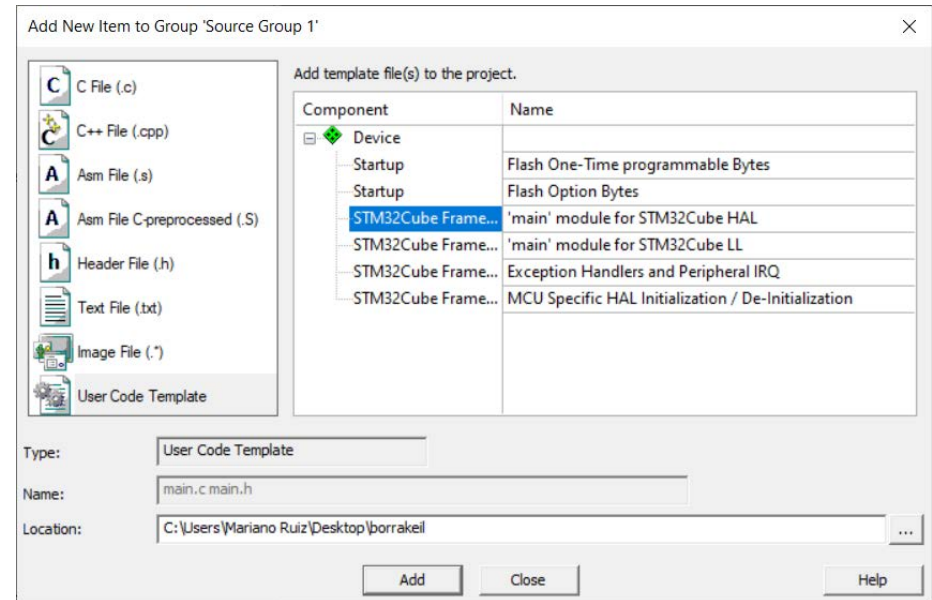 Add New Item to Group 'Source Group 1'
C File (.c)
C++ File (.cpp)
Asm File (.s)
Asm File C-preprocessed (.S)
Header File (.h)
Text File (.txt)
Image File (.*)
User Code Template
Add template file(s) to the project.
Component Name
Device
Startup Flash One-Time programmable Bytes
Startup Flash Option Bytes
STM32Cube Frame... 'main' module for STM32Cube HAL
STM32Cube Frame... 'main' module for STM32Cube LL
STM32Cube Frame... Exception Handlers and Peripheral IRQ
STM32Cube Frame... MCU Specific HAL Initialization / De-Initialization
Type: User Code Template
Name: main.c main.h
Location: C:\Users\Mariano Ruiz\Desktop\borrakeil ...
Add Close Help